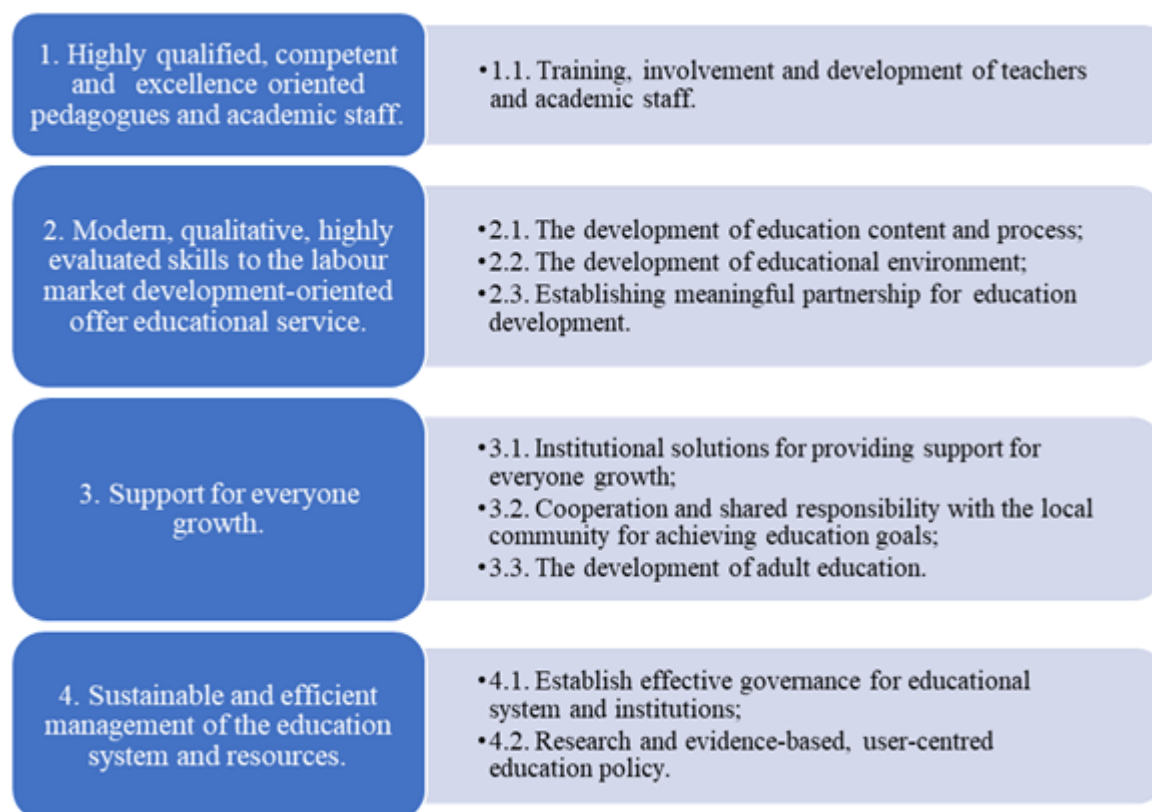 1. Highly qualified, competent
and excellence oriented
pedagogues and academic staff.
•1.1. Training, involvement and development of teachers
and academic staff.
2. Modern, qualitative, highly
evaluated skills to the labour
market development-oriented
offer educational service.
•2.1. The development of education content and process;
•2.2. The development of educational environment;
•2.3. Establishing meaningful partnership for education
development.
3. Support for everyone
growth.
•3.1. Institutional solutions for providing support for
everyone growth;
•3.2. Cooperation and shared responsibility with the local
community for achieving education goals;
•3.3. The development of adult education.
4. Sustainable and efficient
management of the education
system and resources.
•4.1. Establish effective governance for educational
system and institutions;
•4.2. Research and evidence-based, user-centred
education policy.